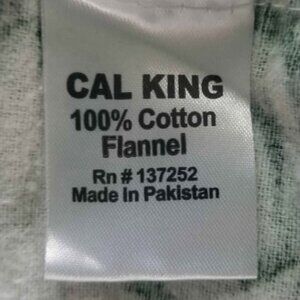 CAL KING
100% Cotton
Flannel
Rn # 137252
Made In Pakistan